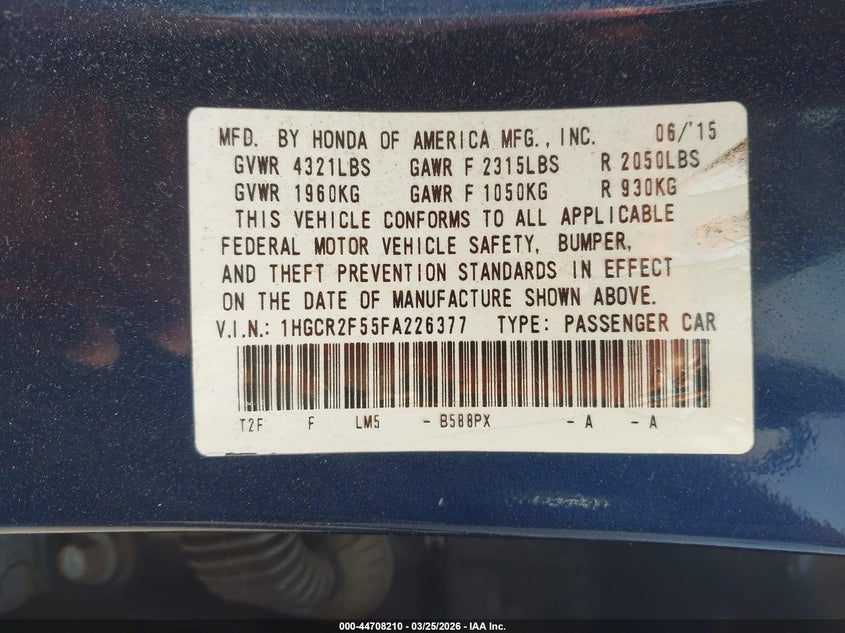 MFD. BY HONDA OF AMERICA MFG., INC. 06/'15
GVWR 4321LBS GAWR F 2315LBS R 2050LBS
GVWR 1960KG GAWR F 1050KG R 930KG
THIS VEHICLE CONFORMS TO ALL APPLICABLE
FEDERAL MOTOR VEHICLE SAFETY, BUMPER,
AND THEFT PREVENTION STANDARDS IN EFFECT
ON THE DATE OF MANUFACTURE SHOWN ABOVE.
V.I.N.: 1HGCR2F55FA226377 TYPE: PASSENGER CAR
T2F F LM5 - B588PX - A - A
000-44708210 - 03/25/2026 - IAA Inc.